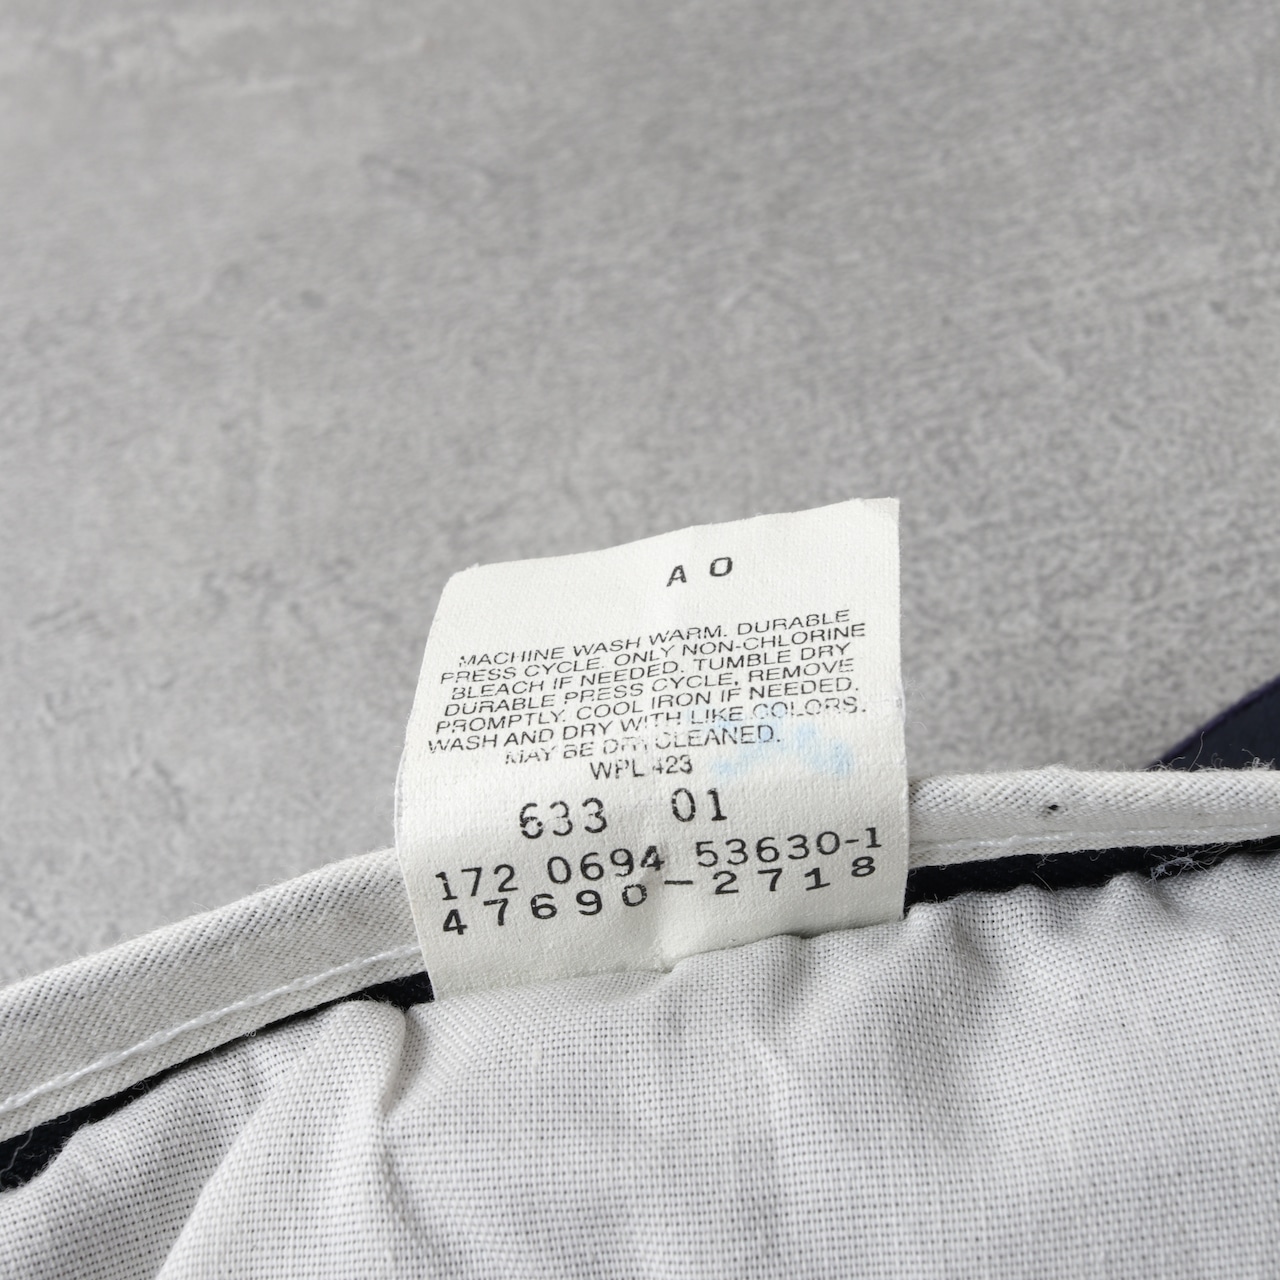 A O
MACHINE WASH WARM. DURABLE
PRESS CYCLE. ONLY NON-CHLORINE
BLEACH IF NEEDED. TUMBLE DRY
DURABLE PRESS CYCLE, REMOVE
PROMPTLY. COOL IRON IF NEEDED.
WASH AND DRY WITH LIKE COLORS.
MAY BE DRY CLEANED.
WPL 423
633 01
172 0694 53630-1
47690-2718